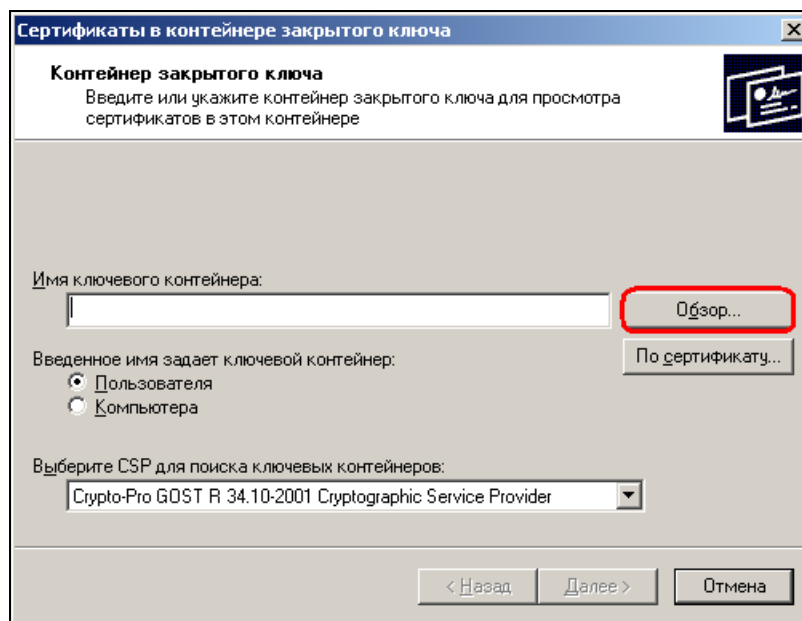 Сертификаты в контейнере закрытого ключа
Контейнер закрытого ключа
Введите или укажите контейнер закрытого ключа для просмотра
сертификатов в этом контейнере
Имя ключевого контейнера:
Обзор...
По сертификату...
Введенное имя задает ключевой контейнер:
Пользователя
Компьютера
Выберите CSP для поиска ключевых контейнеров:
Crypto-Pro GOST R 34.10-2001 Cryptographic Service Provider
< Назад Далее > Отмена